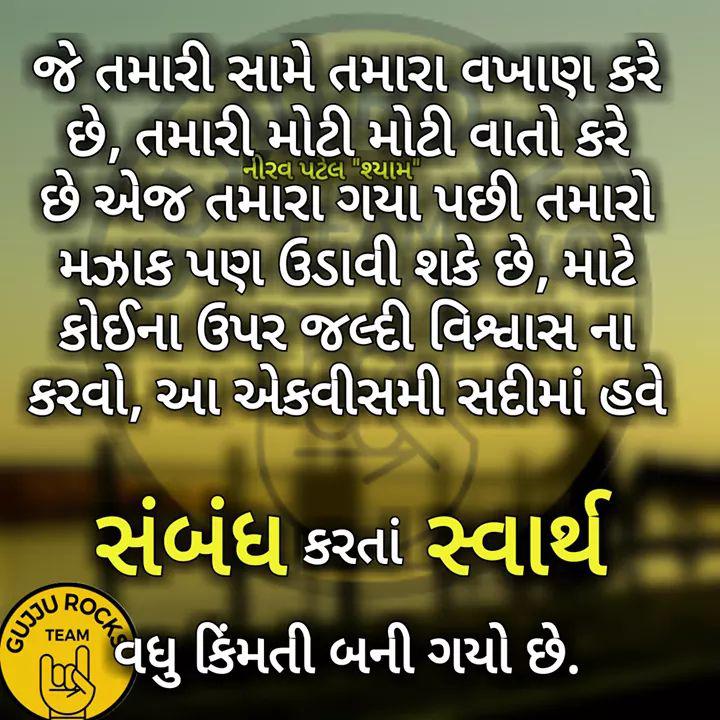 જે તમારી સામે તમારા વખાણ કરે
છે, તમારી મોટી મોટી વાતો કરે
નીરવ પટેલ "શ્યામ"
છે એજ તમારા ગયા પછી તમારો
મઝાક પણ ઉડાવી શકે છે, માટે
કોઈના ઉપર જલ્દી વિશ્વાસ ના
કરવો, આ એકવીસમી સદીમાં હવે
સંબંધ કરતાં સ્વાર્થ
વધુ કિંમતી બની ગયો છે.
GUJJU ROCKS
TEAM